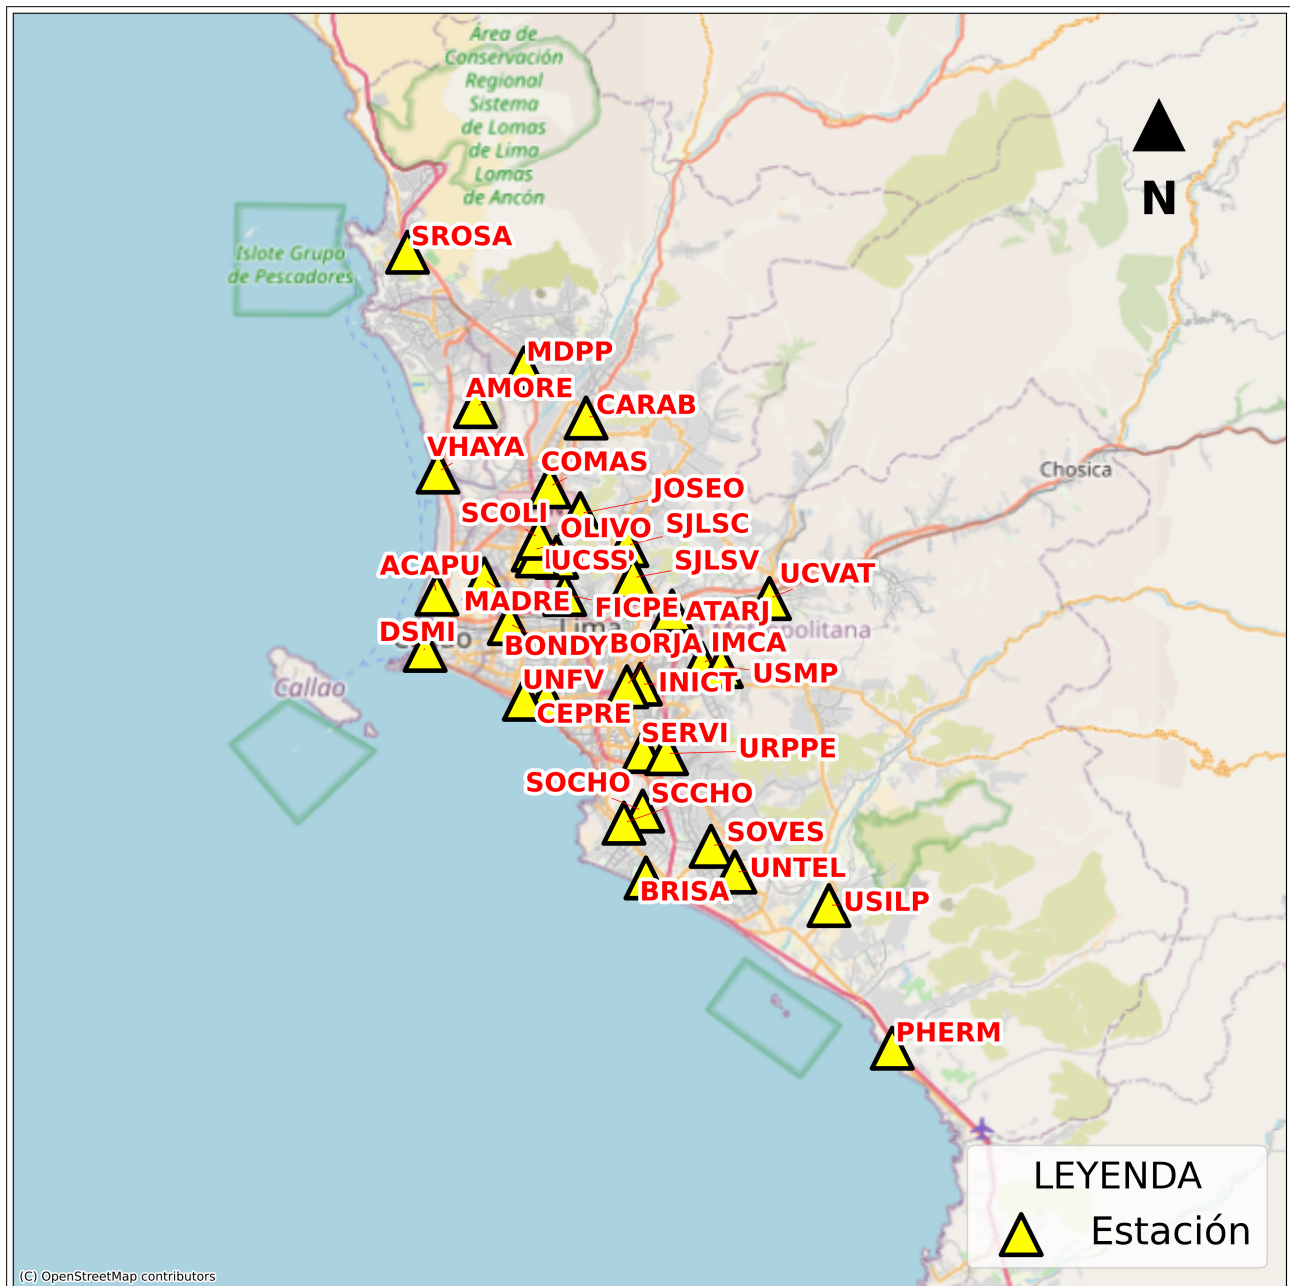 Área de
Conservación
Regional
Sistema
de Lomas
de Lima
Lomas
de Ancón
N
SROSA
Islote Grupo
de Pescadores
MDPP
AMORE
CARAB
VHAYA
COMAS
Chosica
JOSEO
SCOLI
OLIVO
SJLSC
UCSS
SJLSV
ACAPU
UCVAT
MADRE
FICPE
ATARJ
Lima
DSMI
BONDY
BORJA
IMCA
USMP
UNFV
INICT
Callao
CEPRE
SERVI
URPPE
SOCHO
SCCHO
SOVES
UNTEL
BRISA
USILP
PHERM
LEYENDA
Estación
(C) OpenStreetMap contributors